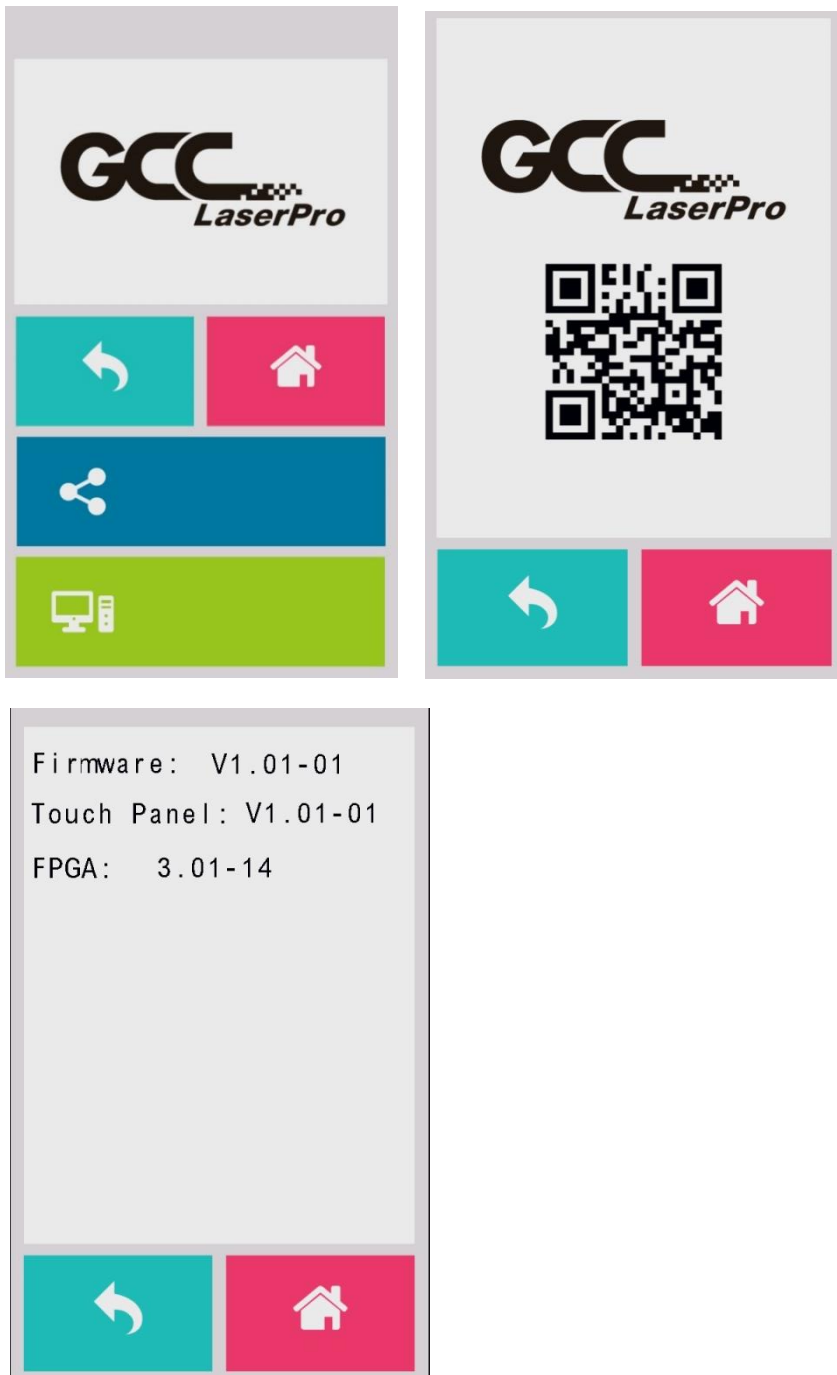 GCC
LaserPro
GCC
LaserPro
Firmware: V1.01-01
Touch Panel: V1.01-01
FPGA: 3.01-14